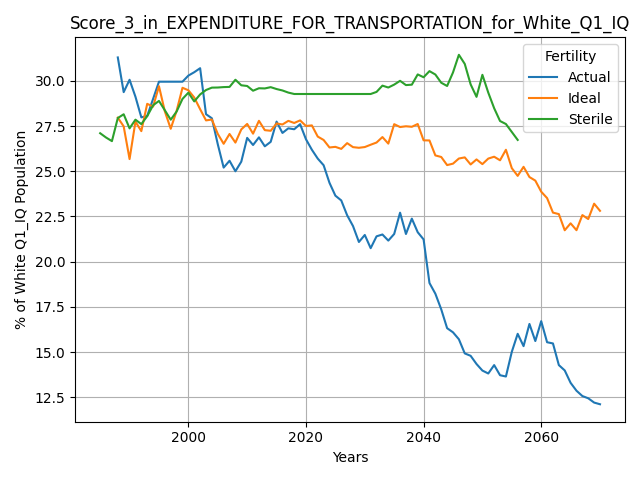 Score_3_in_EXPENDITURE_FOR_TRANSPORTATION_for_White_Q1_IQ
Fertility
Actual
Ideal
Sterile
% of White Q1_IQ Population
30.0
27.5
25.0
22.5
20.0
17.5
15.0
12.5
2000
2020
2040
2060
Years